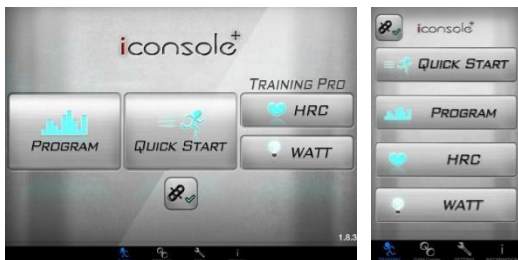 iconsole+
TRAINING PRO
PROGRAM
QUICK START
HRC
WATT
1.8.3
iconsole+
QUICK START
PROGRAM
HRC
WATT